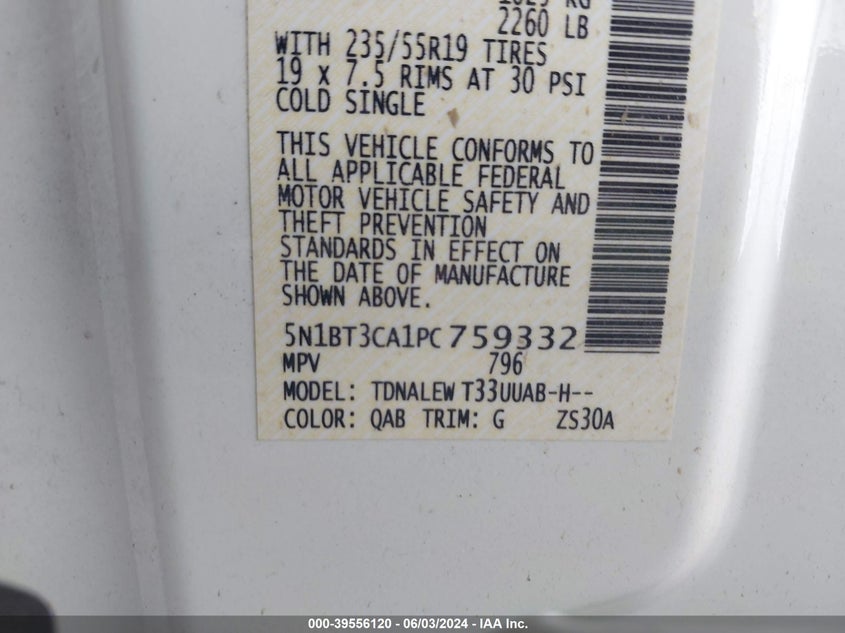 2260 LB
WITH 235/55R19 TIRES
19 x 7.5 RIMS AT 30 PSI
COLD SINGLE
THIS VEHICLE CONFORMS TO
ALL APPLICABLE FEDERAL
MOTOR VEHICLE SAFETY AND
THEFT PREVENTION
STANDARDS IN EFFECT ON
THE DATE OF MANUFACTURE
SHOWN ABOVE.
5N1BT3CA1PC759332
MPV 796
MODEL: TDNALEW T33UUAB-H--
COLOR: QAB TRIM: G ZS30A
000-39556120 - 06/03/2024 - IAA Inc.